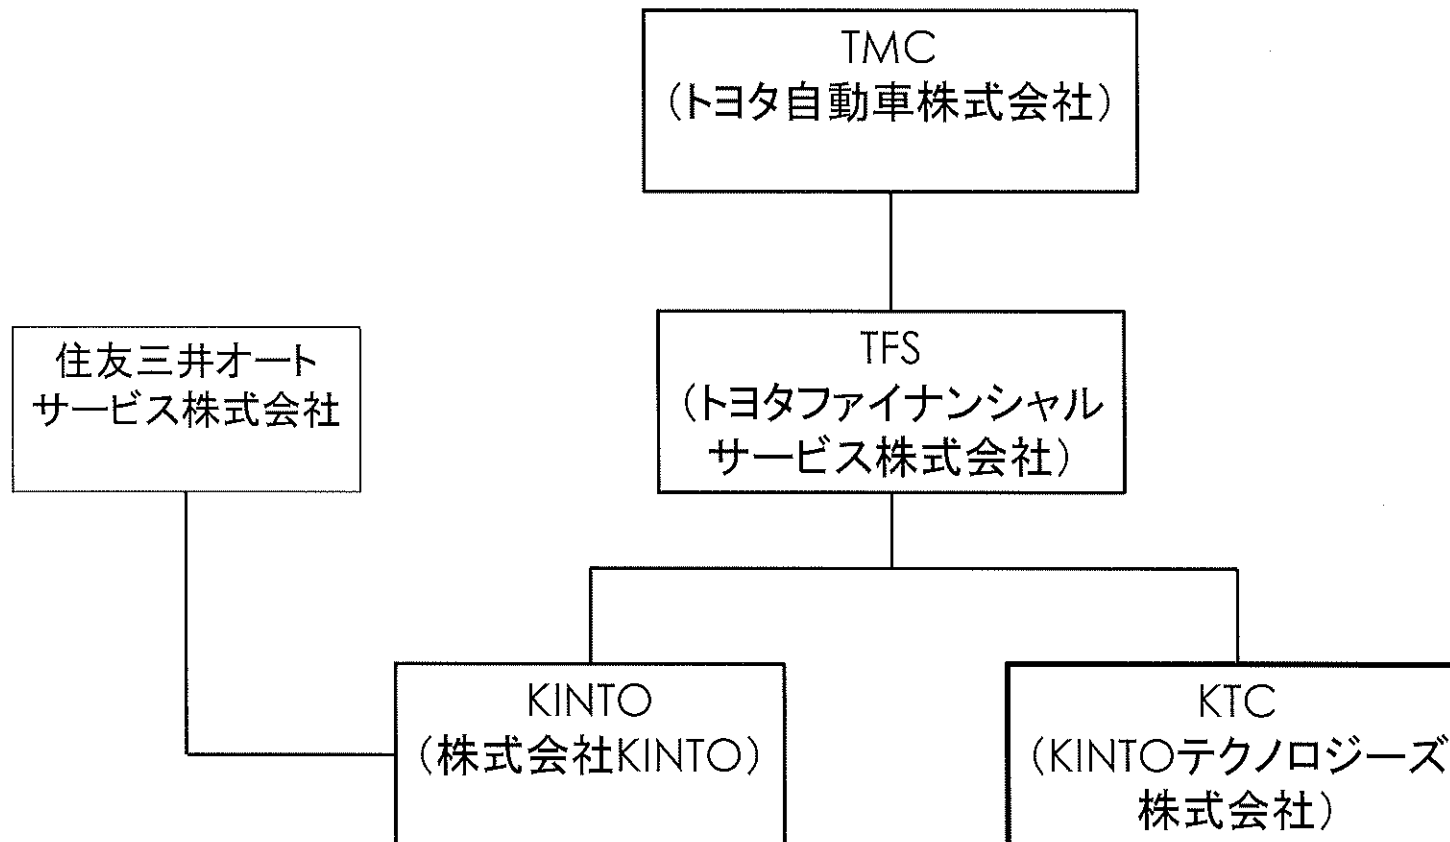 TMC
(トヨタ自動車株式会社)
TFS
(トヨタファイナンシャル
サービス株式会社)
住友三井オート
サービス株式会社
KINTO
(株式会社KINTO)
KTC
(KINTOテクノロジーズ
株式会社)